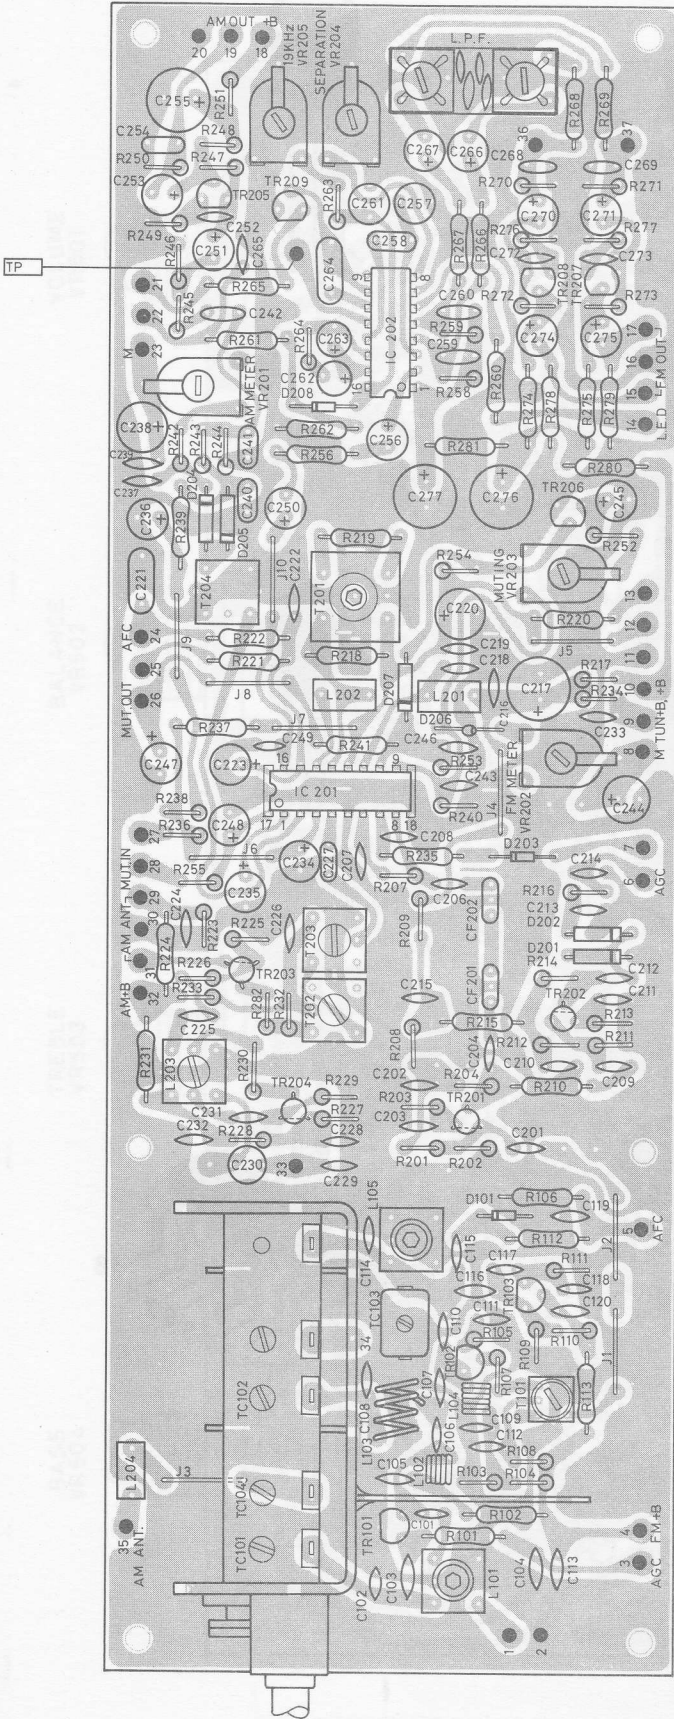 AM OUT +B
20 19 18
19KHz
VR205
SEPARATION
VR204
L.P.F.
C255
R251
R268
R269
C254
R248
R250
R247
C253
TR205
TR209
R263
C261
C257
C267
C266
C268
36
37
C269
R270
R271
R249
C252
C251
C265
C270
C271
R276
R277
R246
C258
R267
R266
C272
C273
TP
21
R265
C264
9
8
TR208
TR207
R245
22
C242
C260
R272
R273
R261
R264
C263
IC 202
R259
C274
C275
17
M
23
C262
C259
R260
16
FM OUT
AM METER
VR201
D208
16
1
R258
R274
R278
R275
R279
15
L.E.D
14
C238
R242
R243
R244
C241
R262
C256
R281
C239
R256
R280
C237
D204
C236
R239
D205
C240
C250
C277
C276
TR206
C245
R219
R252
C221
T204
J10
C222
T201
R254
MUTING
VR203
13
C220
R220
12
AFC
24
J9
R222
C219
J5
25
R221
R218
D207
C218
11
R217
MUT.OUT
26
J8
L202
L201
C217
R234
10
+B
D206
C216
C233
9
TUN+B
R237
J7
R241
C246
8
M
C247
C249
16
9
R253
FM METER
VR202
C223
IC 201
C243
C244
R240
J4
R238
R236
C248
17
1
8
18
C208
27
MUT.IN
J6
C234
C227
C207
R235
D203
7
28
R255
C235
R207
C206
C214
6
AGC
29
C224
R216
30
R223
R225
C226
T203
R209
CF202
C213
FAM ANT
R224
D202
31
R226
TR203
D201
R214
C212
AM+B
32
R233
T202
C215
CF201
TR202
C211
C225
R282
R232
R215
R213
R231
L203
R230
R208
C204
R212
R211
C202
R204
C210
C209
TR204
R229
R203
TR201
R210
C231
R227
C203
C232
R228
C228
R201
R202
C201
C230
33
C229
L105
D101
R106
C119
5
AFC
C114
C115
R112
J2
C117
R111
TC103
C116
TR103
C118
C110
C111
C120
34
R105
R109
R110
TR102
J1
TC102
C108
C107
R107
L104
T101
R113
L103
C109
C106
C112
L102
R108
L204
J3
C105
R103
R104
TC104
35
AM ANT.
C101
R102
4
FM+B
TC101
TR101
R101
3
AGC
C102
C103
L101
C104
C113
1
2